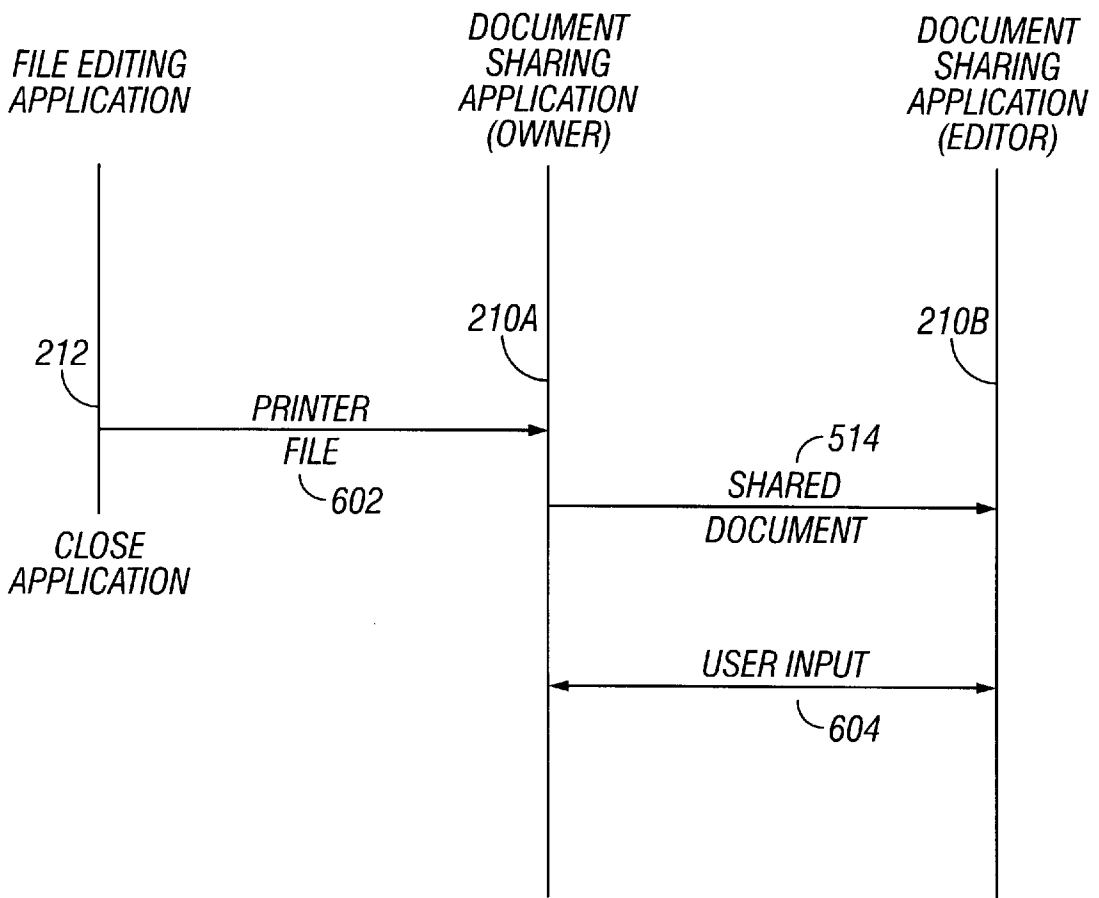 FILE EDITING
APPLICATION
DOCUMENT
SHARING
APPLICATION
(OWNER)
DOCUMENT
SHARING
APPLICATION
(EDITOR)
212
210A
210B
PRINTER
FILE
602
514
SHARED
DOCUMENT
CLOSE
APPLICATION
USER INPUT
604